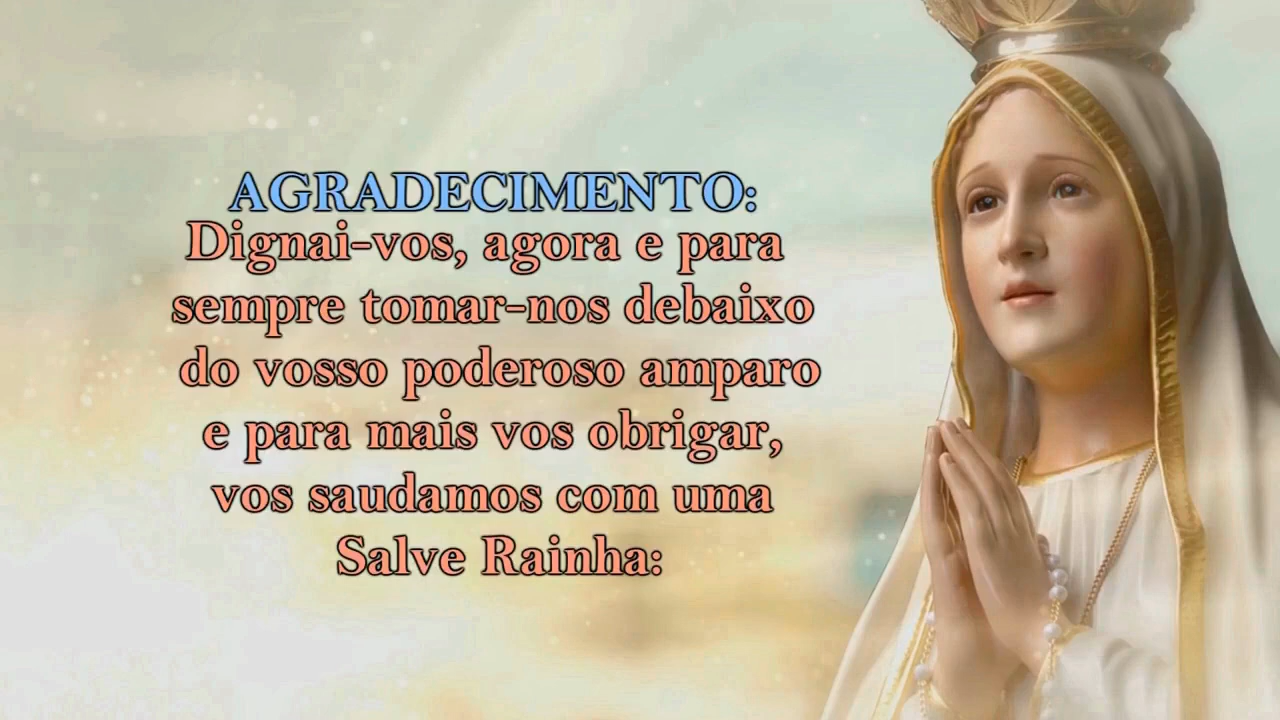 AGRADECIMENTO:
Dignai-vos, agora e para
sempre tomar-nos debaixo
do vosso poderoso amparo
e para mais vos obrigar,
vos saudamos com uma
Salve Rainha: